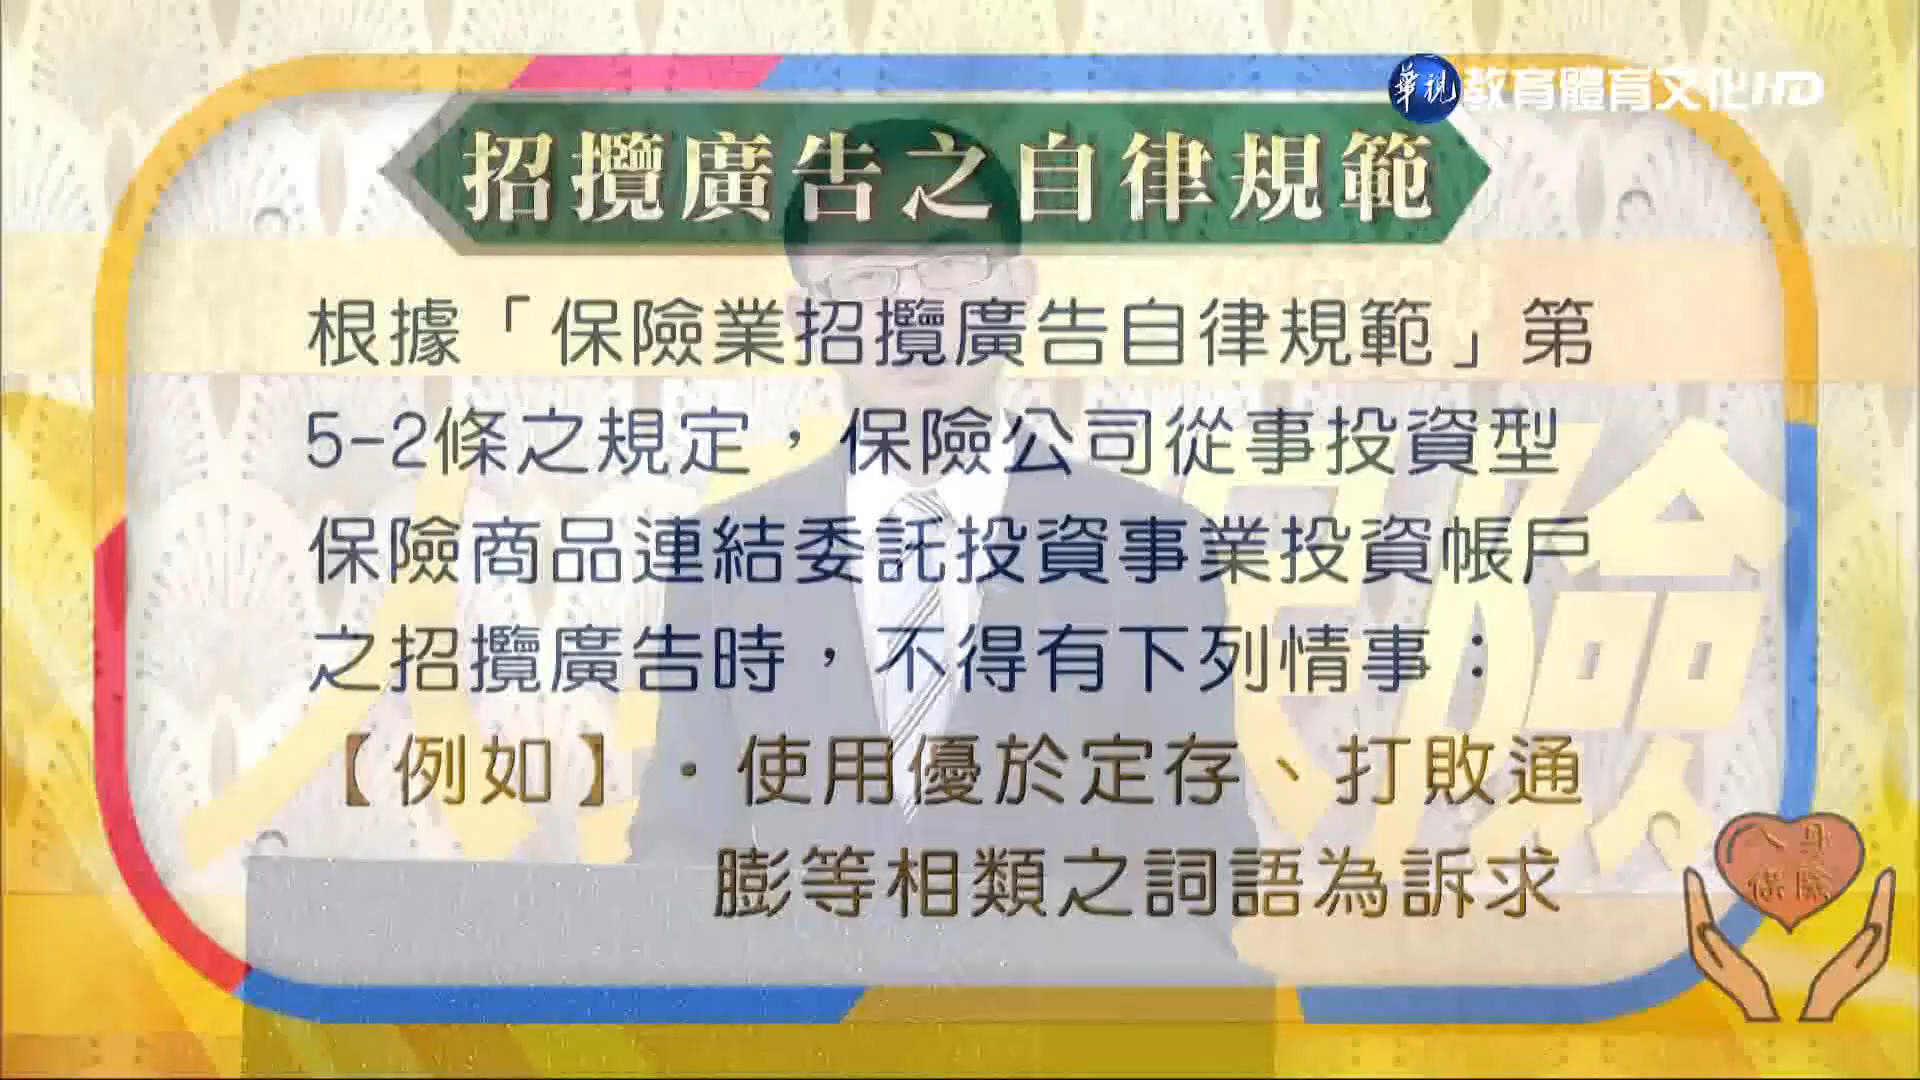 華視 教育體育文化HD
招攬廣告之自律規範
根據「保險業招攬廣告自律規範」第
5-2條之規定，保險公司從事投資型
保險商品連結委託投資事業投資帳戶
之招攬廣告時，不得有下列情事：
【例如】·使用優於定存、打敗通
膨等相類之詞語為訴求
人身
保險